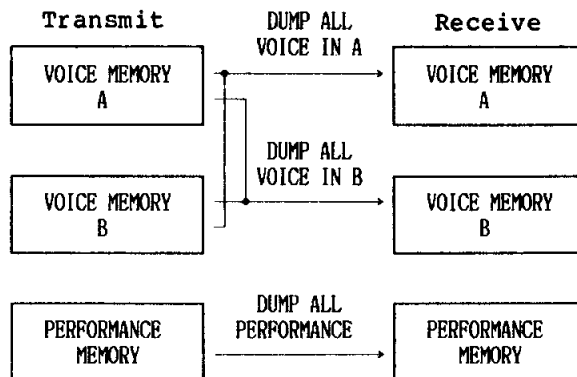 Transmit
Receive
DUMP ALL
VOICE IN A
VOICE MEMORY
A
VOICE MEMORY
A
DUMP ALL
VOICE IN B
VOICE MEMORY
B
VOICE MEMORY
B
DUMP ALL
PERFORMANCE
PERFORMANCE
MEMORY
PERFORMANCE
MEMORY